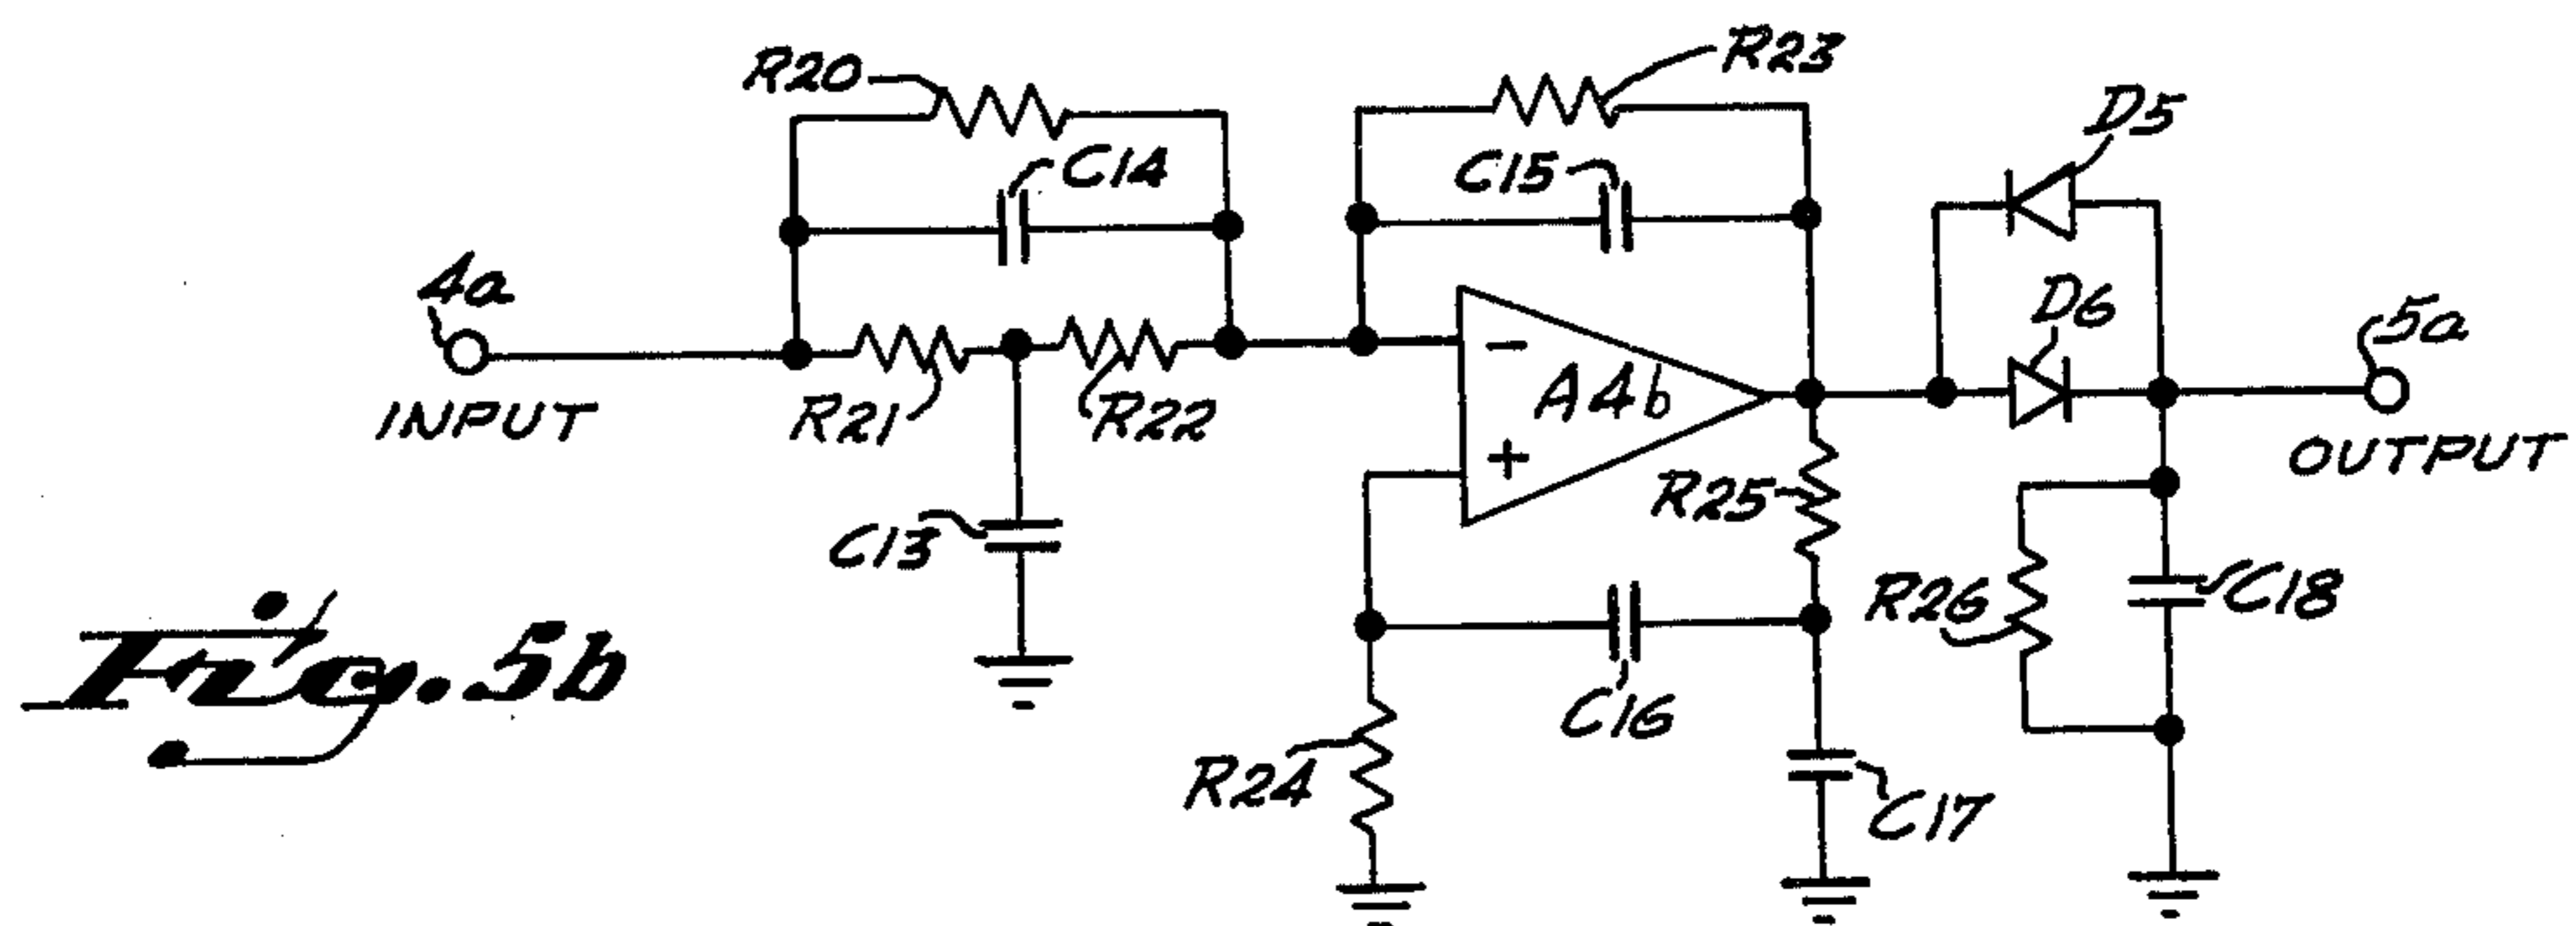 R20
R23
C14
C15
D5
4a
D6
5a
INPUT
R21
R22
-
+
A4b
OUTPUT
R25
C13
R26
C18
C16
R24
C17
Fig. 5b